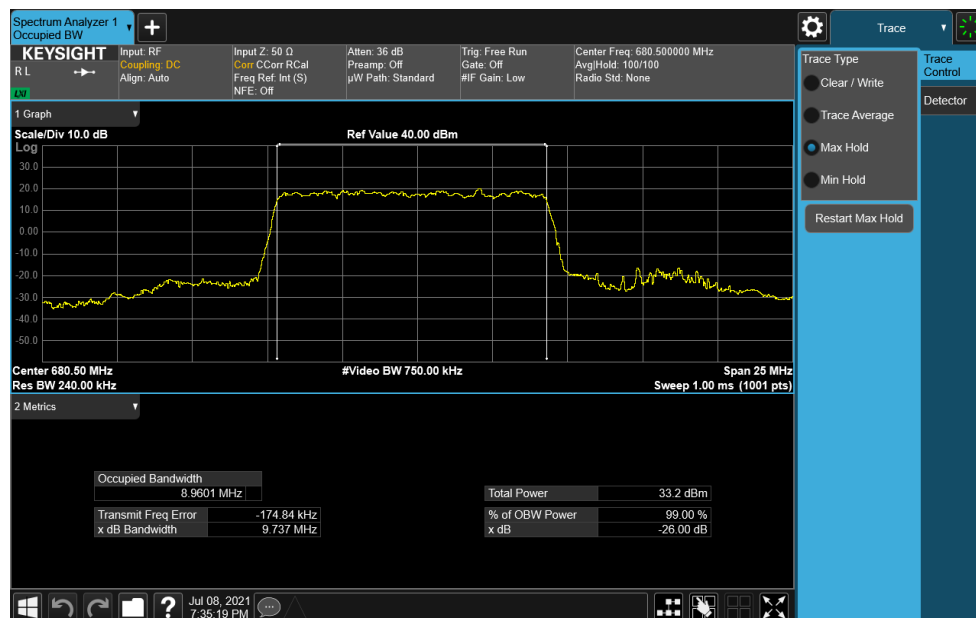 Spectrum Analyzer 1
Occupied BW
KEYSIGHT
R L
LXI
Input: RF
Coupling: DC
Align: Auto
Input Z: 50 Ω
Corr CCorr RCal
Freq Ref: Int (S)
NFE: Off
Atten: 36 dB
Preamp: Off
µW Path: Standard
Trig: Free Run
Gate: Off
#IF Gain: Low
Center Freq: 680.500000 MHz
Avg|Hold: 100/100
Radio Std: None
1 Graph
Scale/Div 10.0 dB
Ref Value 40.00 dBm
Log
30.0
20.0
10.0
0.00
-10.0
-20.0
-30.0
-40.0
-50.0
Center 680.50 MHz
#Video BW 750.00 kHz
Span 25 MHz
Res BW 240.00 kHz
Sweep 1.00 ms (1001 pts)
2 Metrics
Occupied Bandwidth
8.9601 MHz
Total Power 33.2 dBm
Transmit Freq Error -174.84 kHz
% of OBW Power 99.00 %
x dB Bandwidth 9.737 MHz
x dB -26.00 dB
Jul 08, 2021
7:35:19 PM
Trace
Trace Type
Clear / Write
Trace Average
Max Hold
Min Hold
Restart Max Hold
Trace
Control
Detector